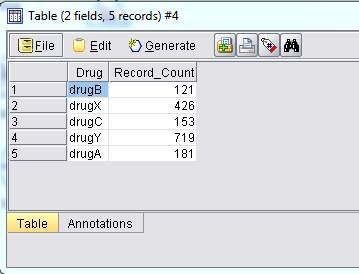 Table (2 fields, 5 records) #4
File Edit Generate
Drug Record_Count
1 drugB 121
2 drugX 426
3 drugC 153
4 drugY 719
5 drugA 181
Table Annotations